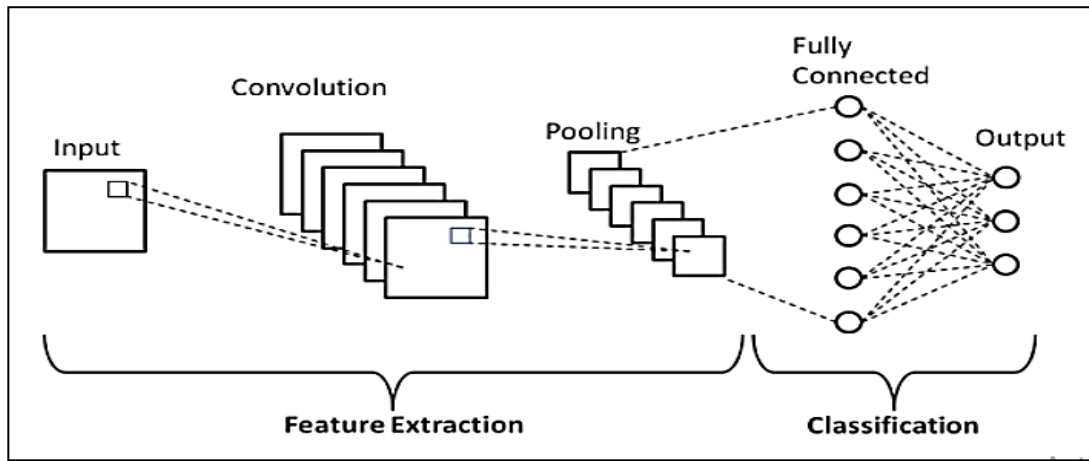 Input
Convolution
Pooling
Fully
Connected
Output
Feature Extraction
Classification